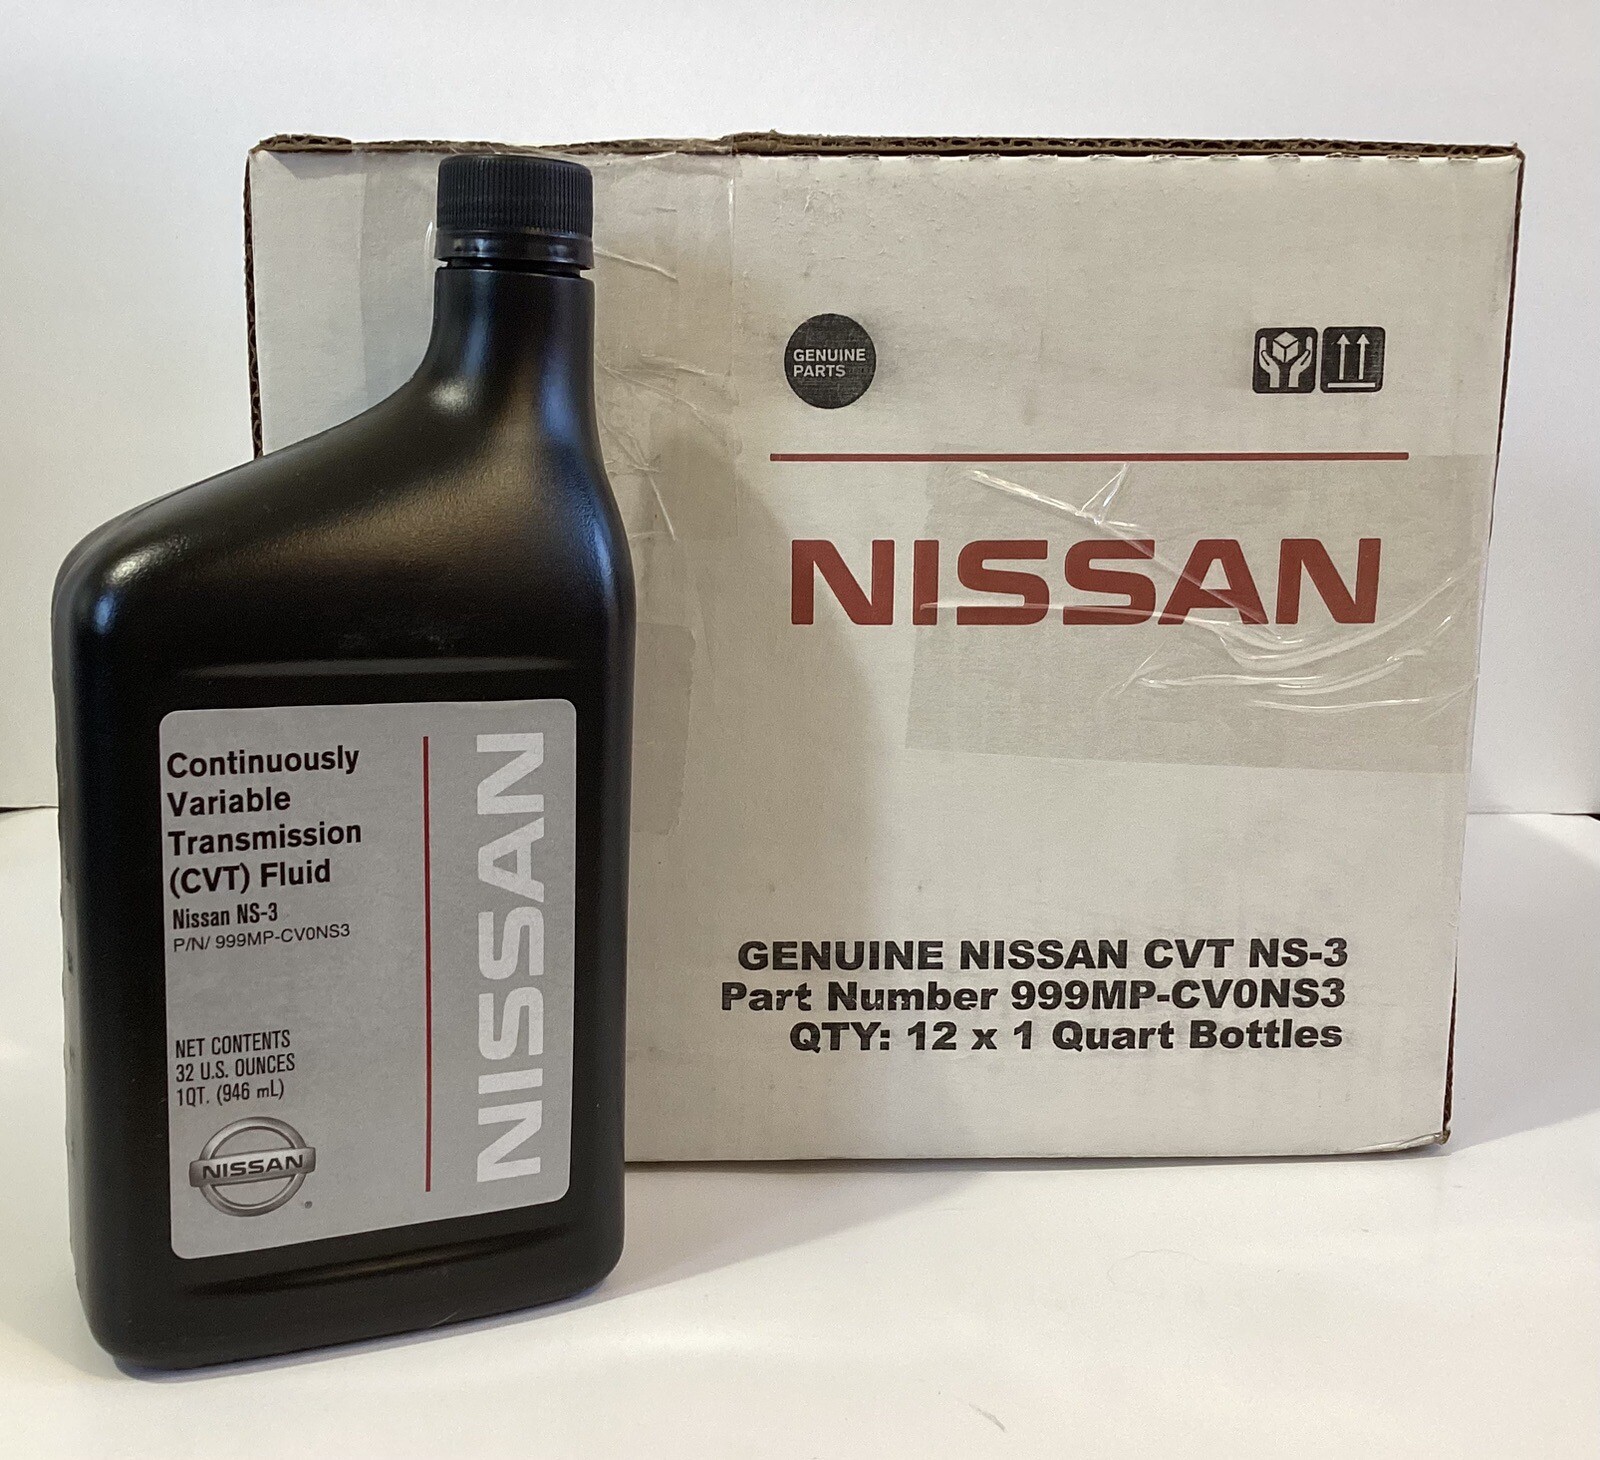 Continuously
Variable
Transmission
(CVT) Fluid
Nissan NS-3
P/N/ 999MP-CV0NS3
NET CONTENTS
32 U.S. OUNCES
1QT. (946 mL)
NISSAN
®
NISSAN
GENUINE
PARTS
NISSAN
GENUINE NISSAN CVT NS-3
Part Number 999MP-CV0NS3
QTY: 12 x 1 Quart Bottles